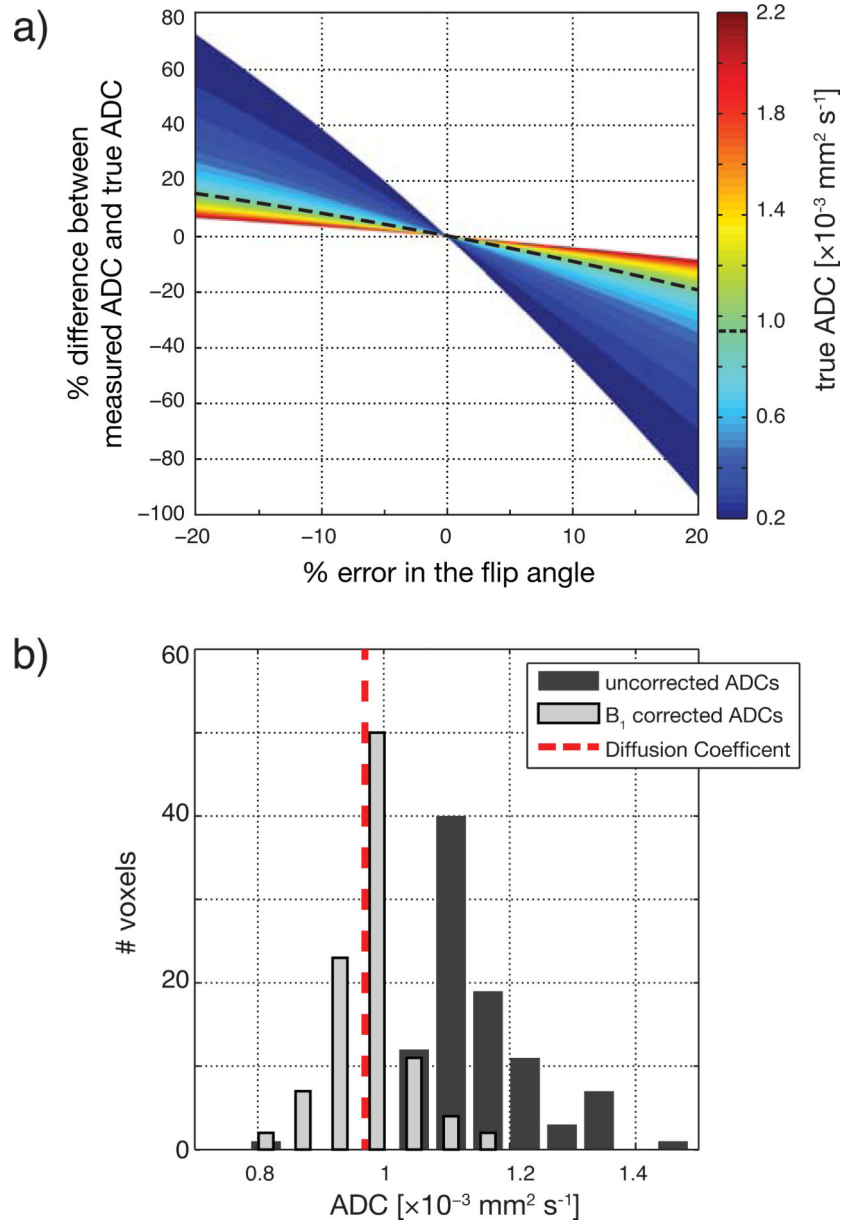 a)
80
60
40
20
0
−20
−40
−60
−80
−100
% difference between
measured ADC and true ADC
−20
−10
0
10
20
% error in the flip angle
2.2
1.8
1.4
1.0
0.6
0.2
true ADC [×10⁻³ mm² s⁻¹]
b)
60
40
20
0
# voxels
uncorrected ADCs
B₁ corrected ADCs
Diffusion Coefficent
0.8
1
1.2
1.4
ADC [×10⁻³ mm² s⁻¹]